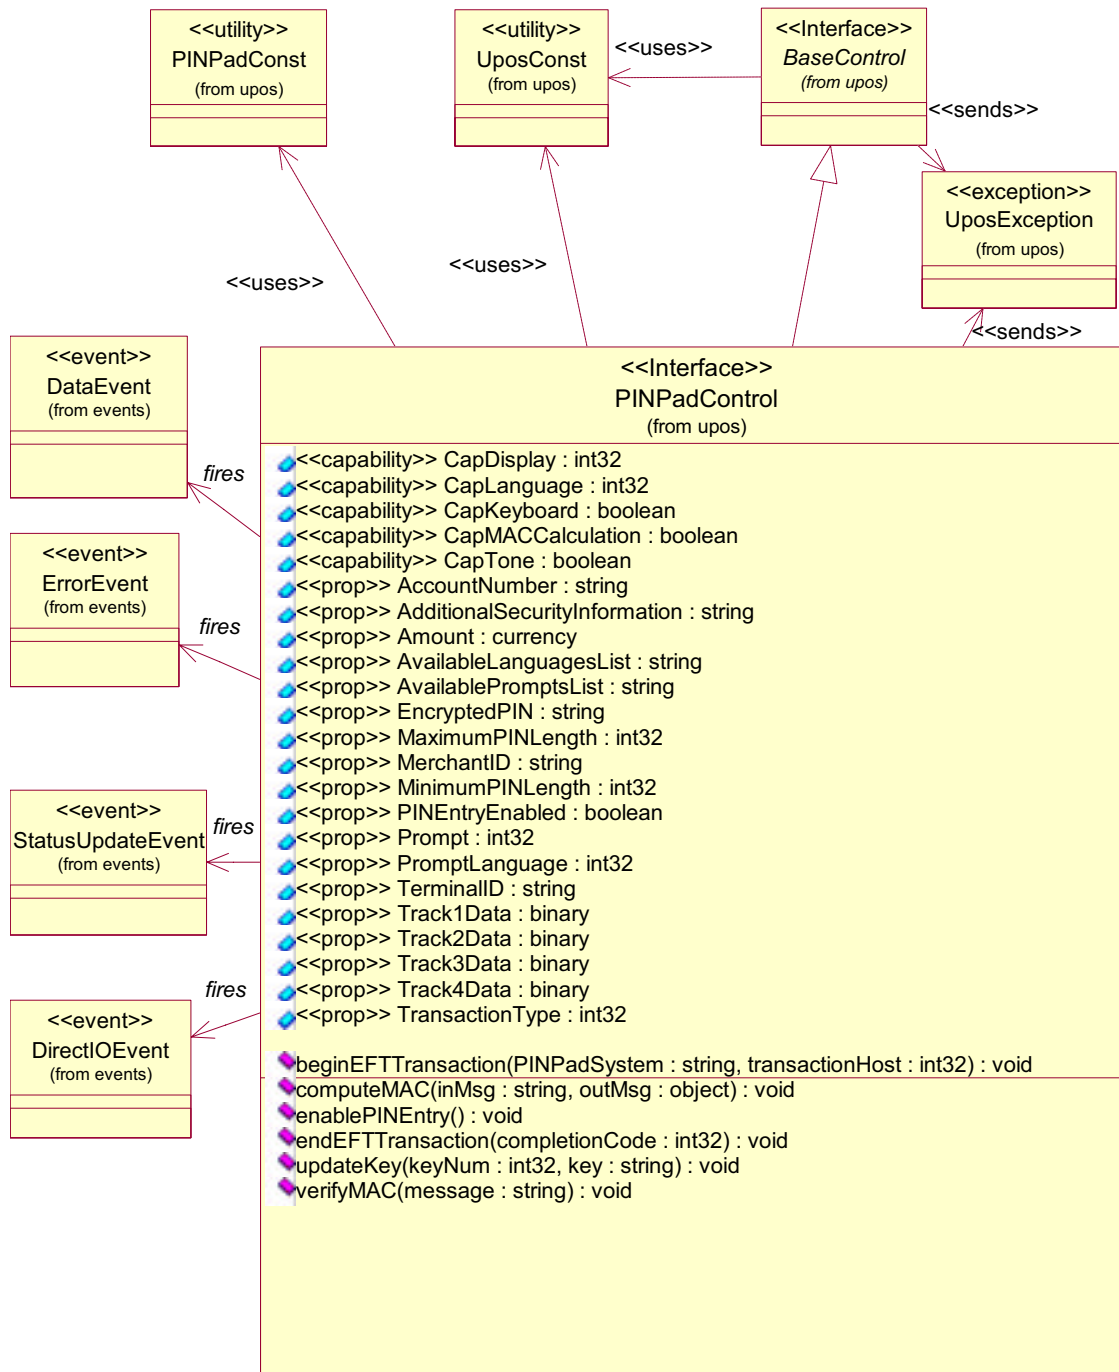 <<utility>>
PINPadConst
(from upos)
<<utility>>
UposConst
(from upos)
<<uses>>
<<Interface>>
BaseControl
(from upos)
<<sends>>
<<exception>>
UposException
(from upos)
<<uses>>
<<uses>>
<<sends>>
<<event>>
DataEvent
(from events)
fires
<<event>>
ErrorEvent
(from events)
fires
<<event>>
StatusUpdateEvent
(from events)
fires
<<event>>
DirectIOEvent
(from events)
fires
<<Interface>>
PINPadControl
(from upos)
<<capability>> CapDisplay : int32
<<capability>> CapLanguage : int32
<<capability>> CapKeyboard : boolean
<<capability>> CapMACCalculation : boolean
<<capability>> CapTone : boolean
<<prop>> AccountNumber : string
<<prop>> AdditionalSecurityInformation : string
<<prop>> Amount : currency
<<prop>> AvailableLanguagesList : string
<<prop>> AvailablePromptsList : string
<<prop>> EncryptedPIN : string
<<prop>> MaximumPINLength : int32
<<prop>> MerchantID : string
<<prop>> MinimumPINLength : int32
<<prop>> PINEntryEnabled : boolean
<<prop>> Prompt : int32
<<prop>> PromptLanguage : int32
<<prop>> TerminalID : string
<<prop>> Track1Data : binary
<<prop>> Track2Data : binary
<<prop>> Track3Data : binary
<<prop>> Track4Data : binary
<<prop>> TransactionType : int32
beginEFTTransaction(PINPadSystem : string, transactionHost : int32) : void
computeMAC(inMsg : string, outMsg : object) : void
enablePINEntry() : void
endEFTTransaction(completionCode : int32) : void
updateKey(keyNum : int32, key : string) : void
verifyMAC(message : string) : void